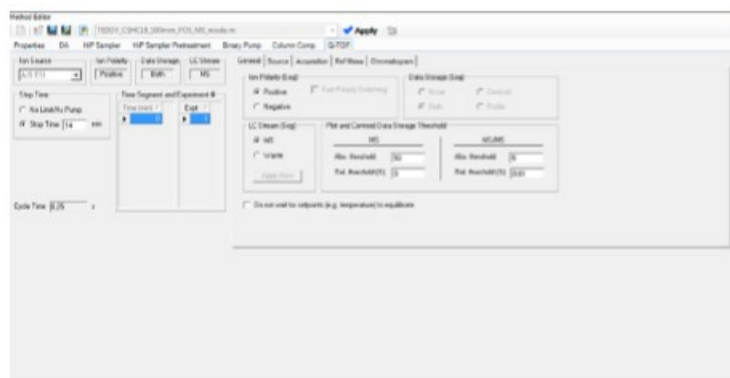 Method Editor
Apply
Properties DA HiP Sampler HiP Sampler Pretreatment Binary Pump Column Comp. Q-TOF
Ion Source Ion Polarity Data Storage LC Stream
Positive Both MS
General Source Acquisition Ref Mass Chromatogram
Ion Polarity (Seg)
Positive Fast Polarity Switching
Negative
Data Storage (Seg)
None Centroid
Both Profile
Stop Time
No Limit/As Pump
Stop Time 14 min
Time Segment and Experiment #
Time (min) Expt
0 1
LC Stream (Seg)
MS
Waste
Apply Now
Plot and Centroid Data Storage Threshold
MS MS/MS
Abs. threshold Abs. threshold 5
Rel. threshold (%) Rel. threshold (%) 0.01
Cycle Time 0.25 s
Do not wait for setpoints (e.g. temperature) to equilibrate